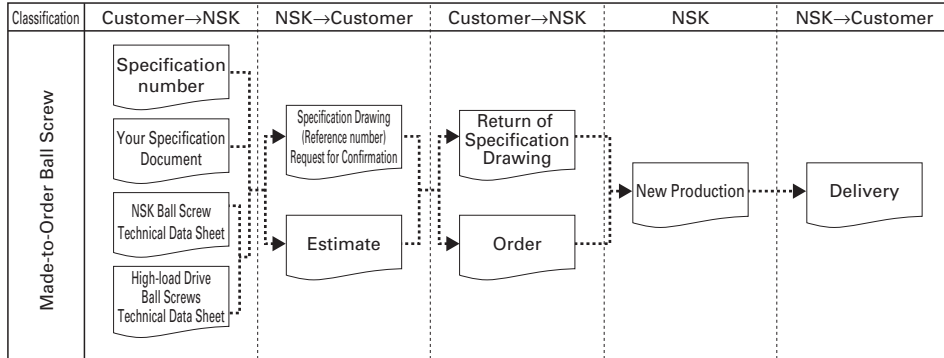 Classification
Customer→NSK
NSK→Customer
Customer→NSK
NSK
NSK→Customer
Made-to-Order Ball Screw
Specification
number
Your Specification
Document
NSK Ball Screw
Technical Data Sheet
High-load Drive
Ball Screws
Technical Data Sheet
Specification Drawing
(Reference number)
Request for Confirmation
Estimate
Return of
Specification
Drawing
Order
New Production
Delivery